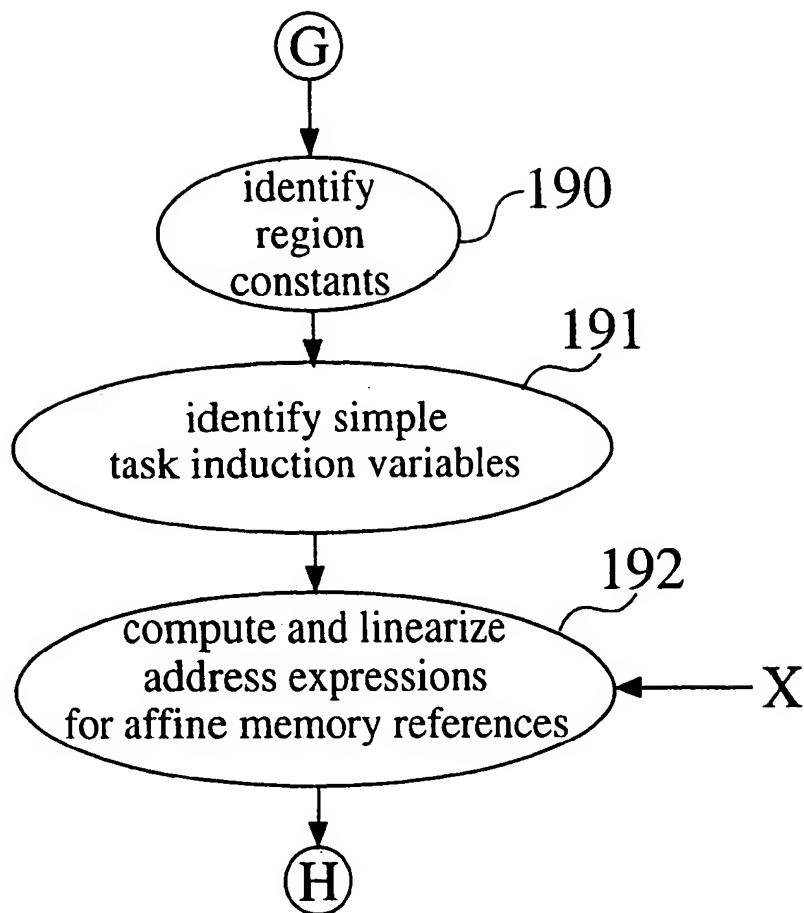 G
identify
region
constants
190
191
identify simple
task induction variables
192
compute and linearize
address expressions
for affine memory references
X
H